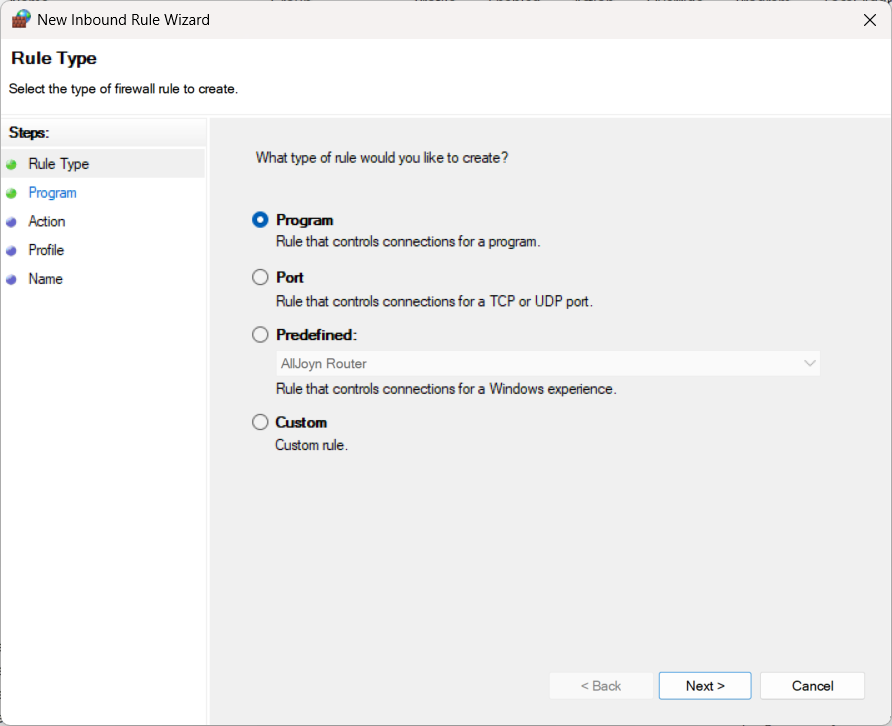 New Inbound Rule Wizard
Rule Type
Select the type of firewall rule to create.
Steps:
Rule Type
Program
Action
Profile
Name
What type of rule would you like to create?
Program
Rule that controls connections for a program.
Port
Rule that controls connections for a TCP or UDP port.
Predefined:
AllJoyn Router
Rule that controls connections for a Windows experience.
Custom
Custom rule.
< Back
Next >
Cancel